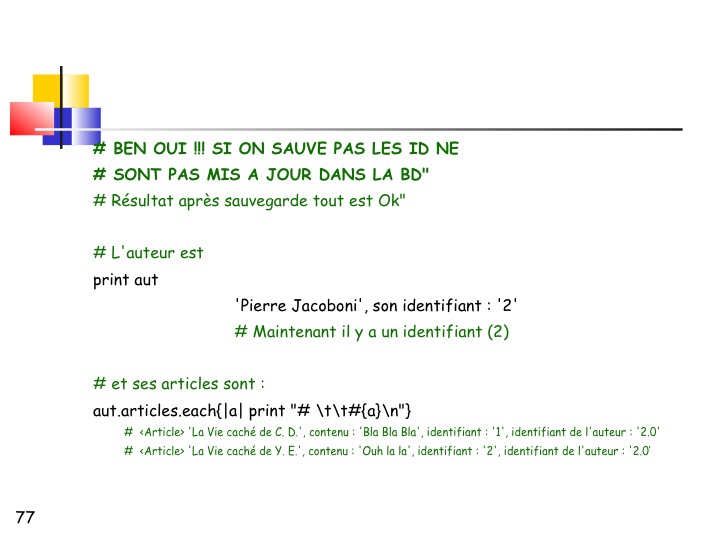 # BEN OUI !!! SI ON SAUVE PAS LES ID NE
# SONT PAS MIS A JOUR DANS LA BD"
# Résultat après sauvegarde tout est Ok"
# L'auteur est
print aut
'Pierre Jacoboni', son identifiant : '2'
# Maintenant il y a un identifiant (2)
# et ses articles sont :
aut.articles.each{|a| print "# \t\t#{a}\n"}
# <Article> 'La Vie caché de C. D.', contenu : 'Bla Bla Bla', identifiant : '1', identifiant de l'auteur : '2.0'
# <Article> 'La Vie caché de Y. E.', contenu : 'Ouh la la', identifiant : '2', identifiant de l'auteur : '2.0'
77